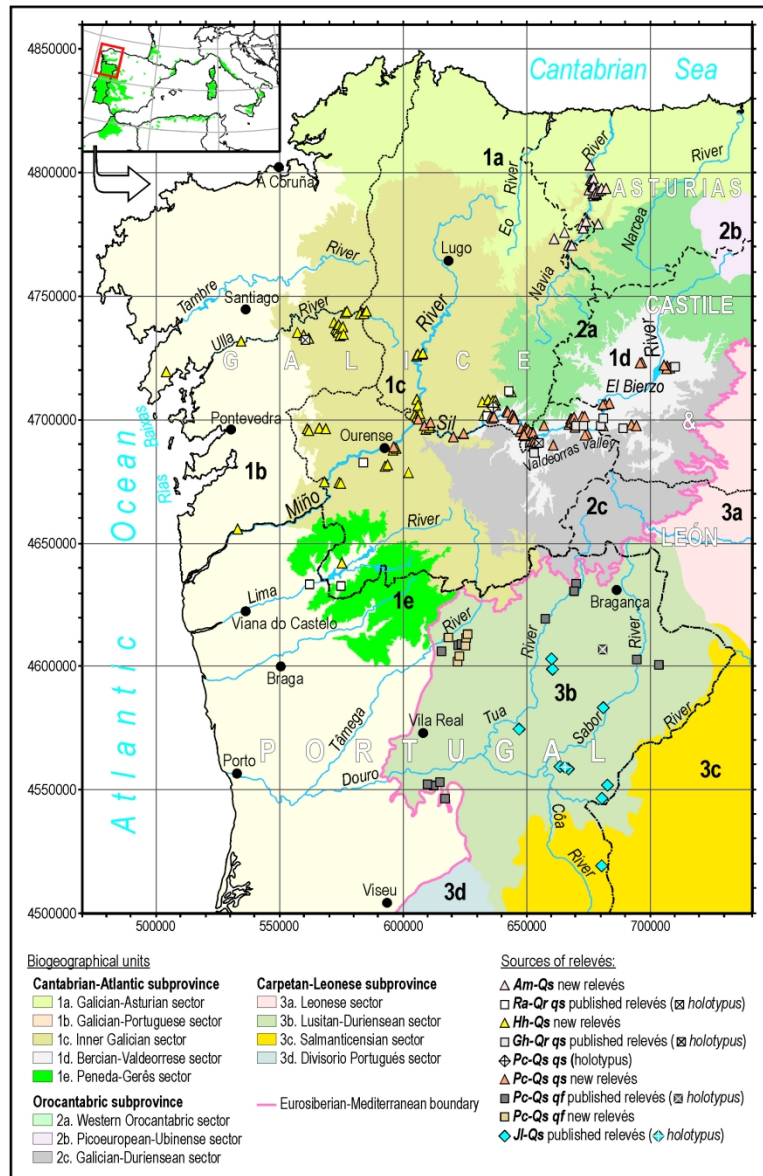 Cantabrian Sea
Atlantic Ocean
Rías Baixas
4850000
4800000
4750000
4700000
4650000
4600000
4550000
4500000
500000
550000
600000
650000
700000
A Coruña
Lugo
Santiago
Pontevedra
Ourense
Viana do Castelo
Braga
Bragança
Vila Real
Porto
Viseu
GALICE
ASTURIAS
CASTILE
&
LEÓN
PORTUGAL
Tambre River
Ulla River
Miño River
Sil
Eo River
Navia River
Narcea River
River
El Bierzo
Valdeorras valley
Lima River
Tâmega River
Douro River
Tua River
Sabor River
Côa River
1a
1b
1c
1d
1e
2a
2b
2c
3a
3b
3c
3d
Biogeographical units
Cantabrian-Atlantic subprovince
1a. Galician-Asturian sector
1b. Galician-Portuguese sector
1c. Inner Galician sector
1d. Bercian-Valdeorrese sector
1e. Peneda-Gerês sector
Orocantabric subprovince
2a. Western Orocantabric sector
2b. Picoeuropean-Ubinense sector
2c. Galician-Duriensean sector
Carpetan-Leonese subprovince
3a. Leonese sector
3b. Lusitan-Duriensean sector
3c. Salmanticensian sector
3d. Divisorio Portugués sector
Eurosiberian-Mediterranean boundary
Sources of relevés:
Am-Qs new relevés
Ra-Qr qs published relevés ( holotypus)
Hh-Qs new relevés
Gh-Qr qs published relevés ( holotypus)
Pc-Qs qs (holotypus)
Pc-Qs qs new relevés
Pc-Qs qf published relevés ( holotypus)
Pc-Qs qf new relevés
Jl-Qs published relevés ( holotypus)